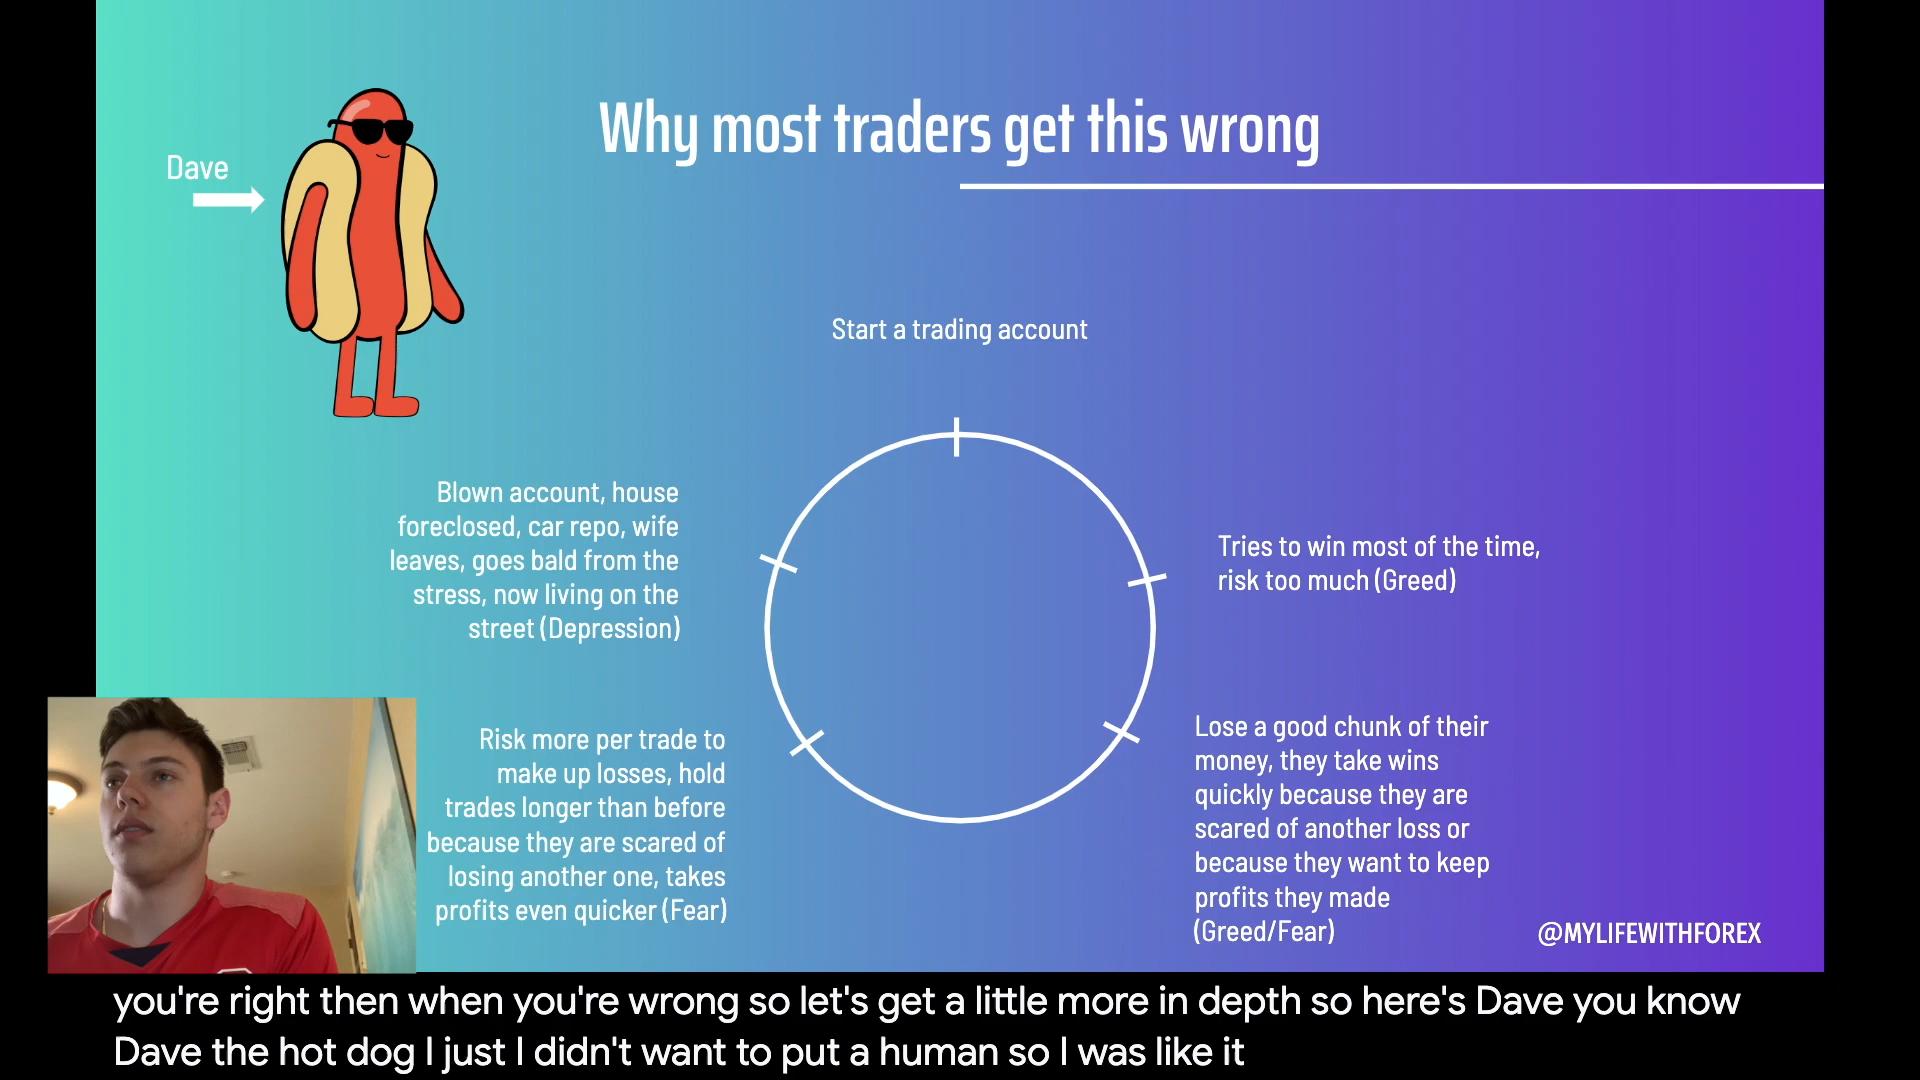 Why most traders get this wrong
Dave
Start a trading account
Tries to win most of the time,
risk too much (Greed)
Lose a good chunk of their
money, they take wins
quickly because they are
scared of another loss or
because they want to keep
profits they made
(Greed/Fear)
Risk more per trade to
make up losses, hold
trades longer than before
because they are scared of
losing another one, takes
profits even quicker (Fear)
Blown account, house
foreclosed, car repo, wife
leaves, goes bald from the
stress, now living on the
street (Depression)
@MYLIFEWITHFOREX
you're right then when you're wrong so let's get a little more in depth so here's Dave you know
Dave the hot dog I just I didn't want to put a human so I was like it